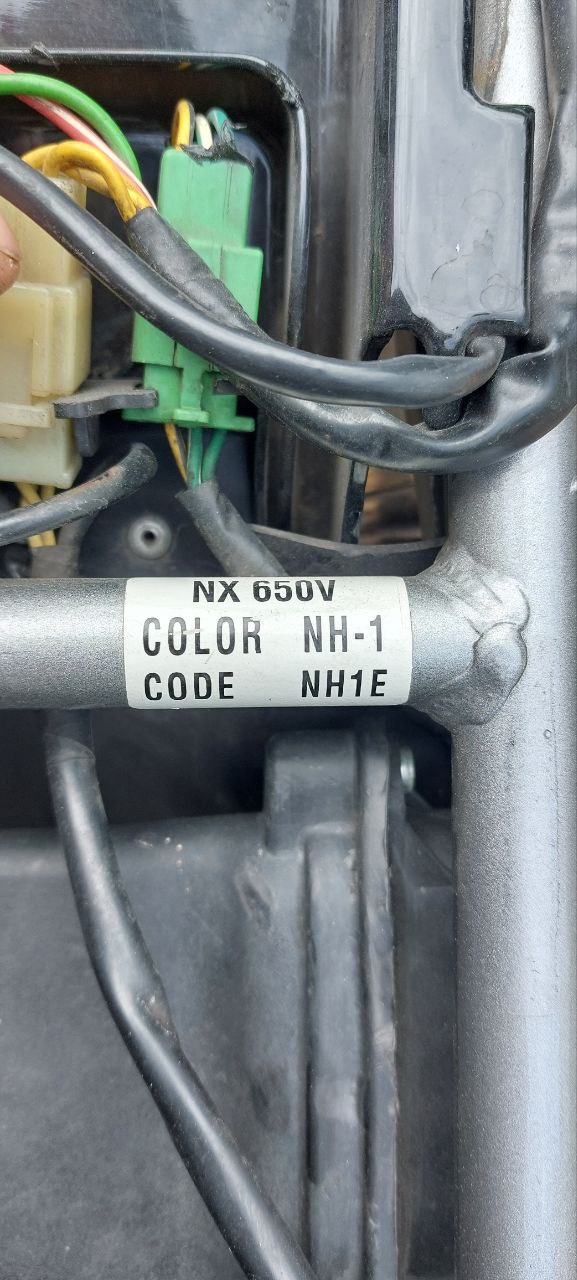 NX 650V
COLOR NH-1
CODE NH1E